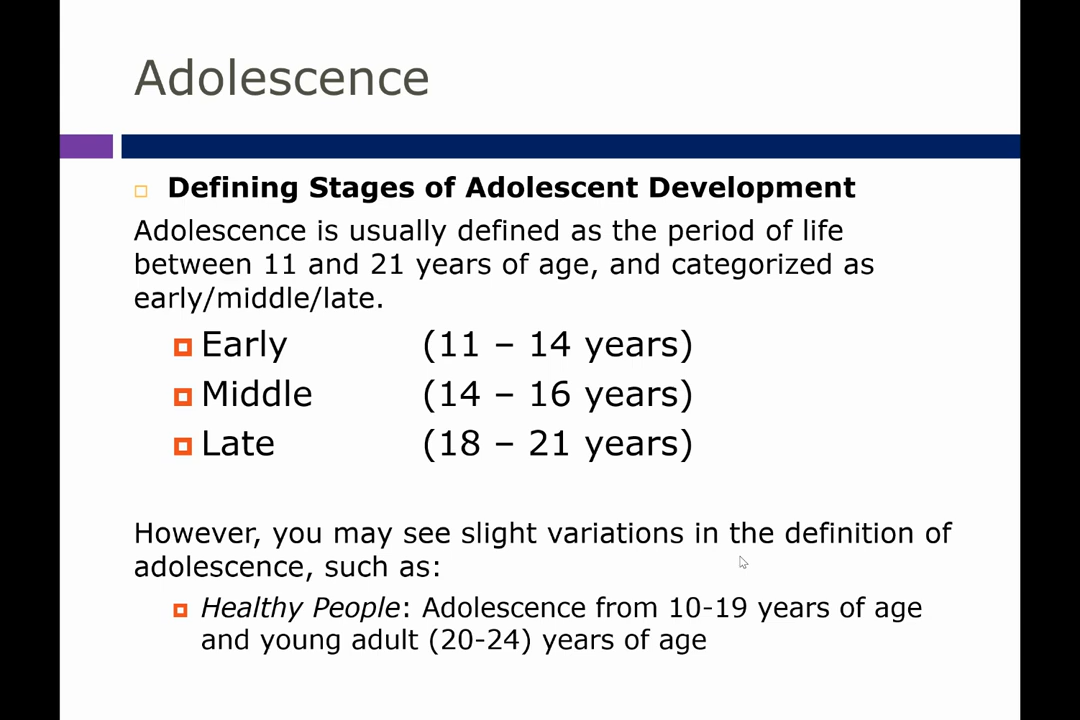 Adolescence
Defining Stages of Adolescent Development
Adolescence is usually defined as the period of life
between 11 and 21 years of age, and categorized as
early/middle/late.
Early (11 – 14 years)
Middle (14 – 16 years)
Late (18 – 21 years)
However, you may see slight variations in the definition of
adolescence, such as:
Healthy People: Adolescence from 10-19 years of age
and young adult (20-24) years of age